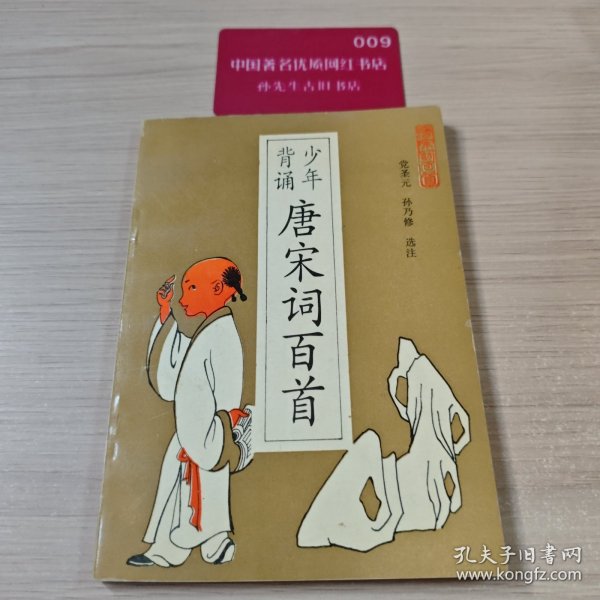 009
中国著名优质网红书店
孙先生古旧书店
少年
背诵
唐宋词百首
党圣元 孙乃修 选注
孔夫子旧书网
www.kongfz.com